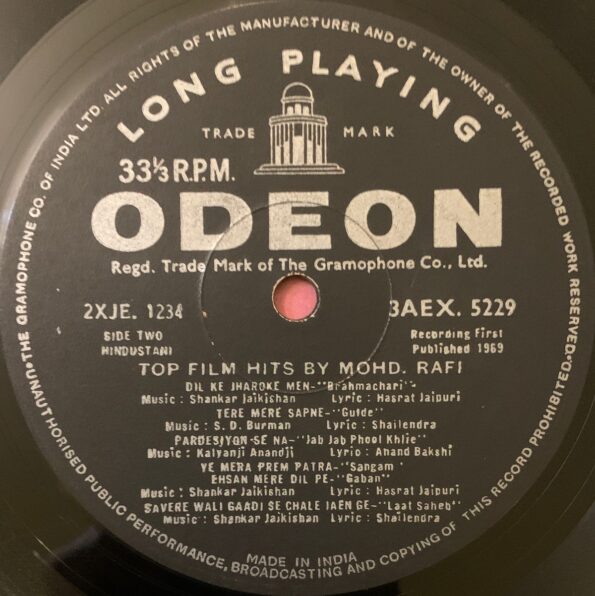 UNAUTHORISED PUBLIC PERFORMANCE, BROADCASTING AND COPYING OF THIS RECORD PROHIBITED.
THE GRAMOPHONE CO. OF INDIA LTD. ALL RIGHTS OF THE MANUFACTURER AND OF THE OWNER OF THE RECORDED WORK RESERVED.
LONG PLAYING
TRADE MARK
33⅓ R.P.M.
ODEON
Regd. Trade Mark of The Gramophone Co., Ltd.
2XJE. 1234 3AEX. 5229
SIDE TWO Recording First
HINDUSTANI Published 1969
TOP FILM HITS BY MOHD. RAFI
DIL KE JHAROKE MEN-"Brahmachari"
Music : Shankar Jaikishan Lyric : Hasrat Jaipuri
TERE MERE SAPNE-"Guide"
Music : S. D. Burman Lyric : Shailendra
PARDESIYON SE NA-"Jab Jab Phool Khlie"
Music : Kalyanji Anandji Lyric : Anand Bakshi
YE MERA PREM PATRA-"Sangam"
EHSAN MERE DIL PE-"Gaban"
Music : Shankar Jaikishan Lyric : Hasrat Jaipuri
SAVERE WALI GAADI SE CHALE JAEN GE-"Laat Saheb"
Music : Shankar Jaikishan Lyric : Shailendra
MADE IN INDIA